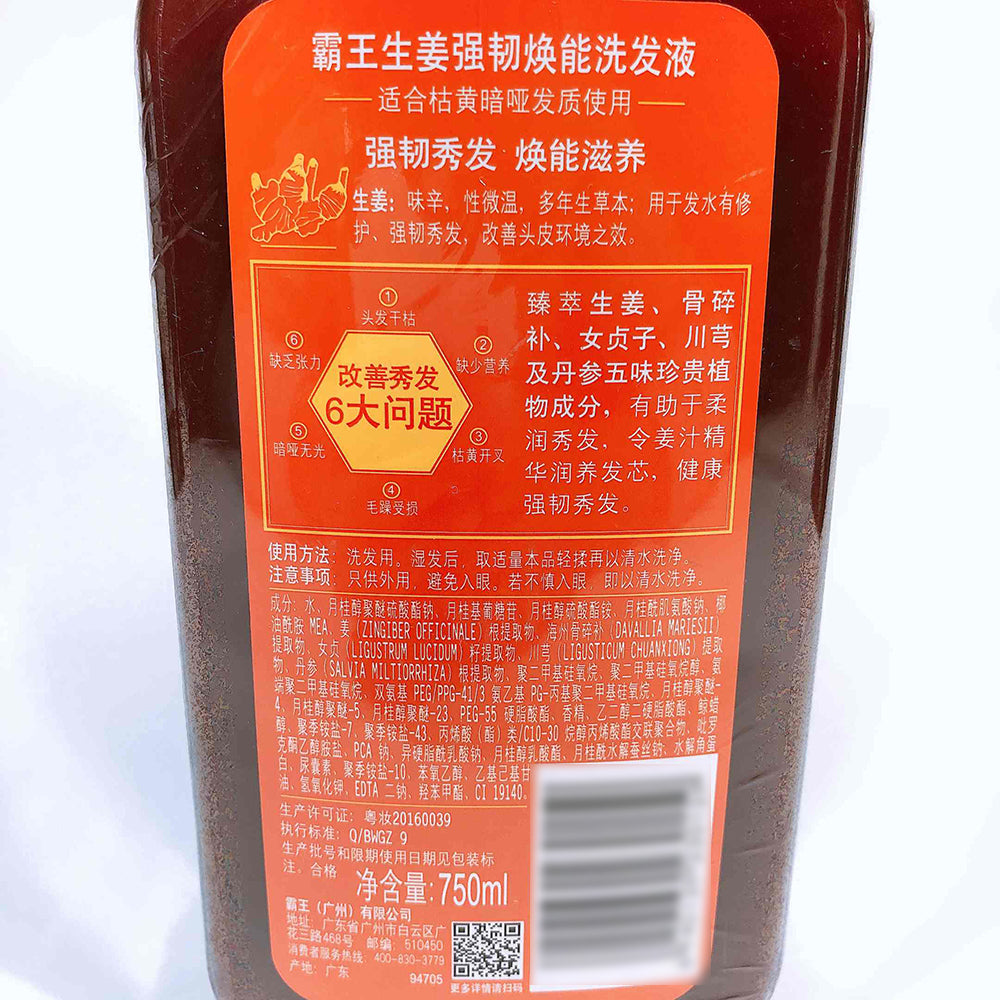 霸王生姜强韧焕能洗发液
适合枯黄暗哑发质使用
强韧秀发 焕能滋养
生姜：味辛，性微温，多年生草本；用于发水有修
护、强韧秀发，改善头皮环境之效。
①
头发干枯
②
缺少营养
③
枯黄开叉
④
毛躁受损
⑤
暗哑无光
⑥
缺乏张力
改善秀发
6大问题
臻萃生姜、骨碎
补、女贞子、川芎
及丹参五味珍贵植
物成分，有助于柔
润秀发，令姜汁精
华润养发芯，健康
强韧秀发。
使用方法：洗发用。湿发后，取适量本品轻揉再以清水洗净。
注意事项：只供外用，避免入眼。若不慎入眼，即以清水洗净。
成分：水、月桂醇聚醚硫酸酯钠、月桂基葡糖苷、月桂醇硫酸酯铵、月桂酰肌氨酸钠、椰
油酰胺 MEA、姜（ZINGIBER OFFICINALE）根提取物、海州骨碎补（DAVALLIA MARIESII）
提取物、女贞（LIGUSTRUM LUCIDUM）籽提取物、川芎（LIGUSTICUM CHUANXIONG）提取
物、丹参（SALVIA MILTIORRHIZA）根提取物、聚二甲基硅氧烷、聚二甲基硅氧烷醇、氨
端聚二甲基硅氧烷、双氨基 PEG/PPG-41/3 氨乙基 PG-丙基聚二甲基硅氧烷、月桂醇聚醚-
4、月桂醇聚醚-5、月桂醇聚醚-23、PEG-55 硬脂酸酯、香精、乙二醇二硬脂酸酯、鲸蜡
醇、聚季铵盐-7、聚季铵盐-43、丙烯酸（酯）类/C10-30 烷醇丙烯酸酯交联聚合物、吡罗
克酮乙醇胺盐、PCA 钠、异硬脂酰乳酸钠、月桂醇乳酸酯、月桂酰水解蚕丝钠、水解角蛋
白、尿囊素、聚季铵盐-10、苯氧乙醇、乙基己基甘
油、氢氧化钾、EDTA 二钠、羟苯甲酯、CI 19140。
生产许可证：粤妆20160039
执行标准：Q/BWGZ 9
生产批号和限期使用日期见包装标
注。合格
净含量:750ml
霸王（广州）有限公司
地址：广东省广州市白云区广
花三路468号 邮编：510450
消费者服务热线：400-830-3779
产地：广东
94705
更多详情请扫码